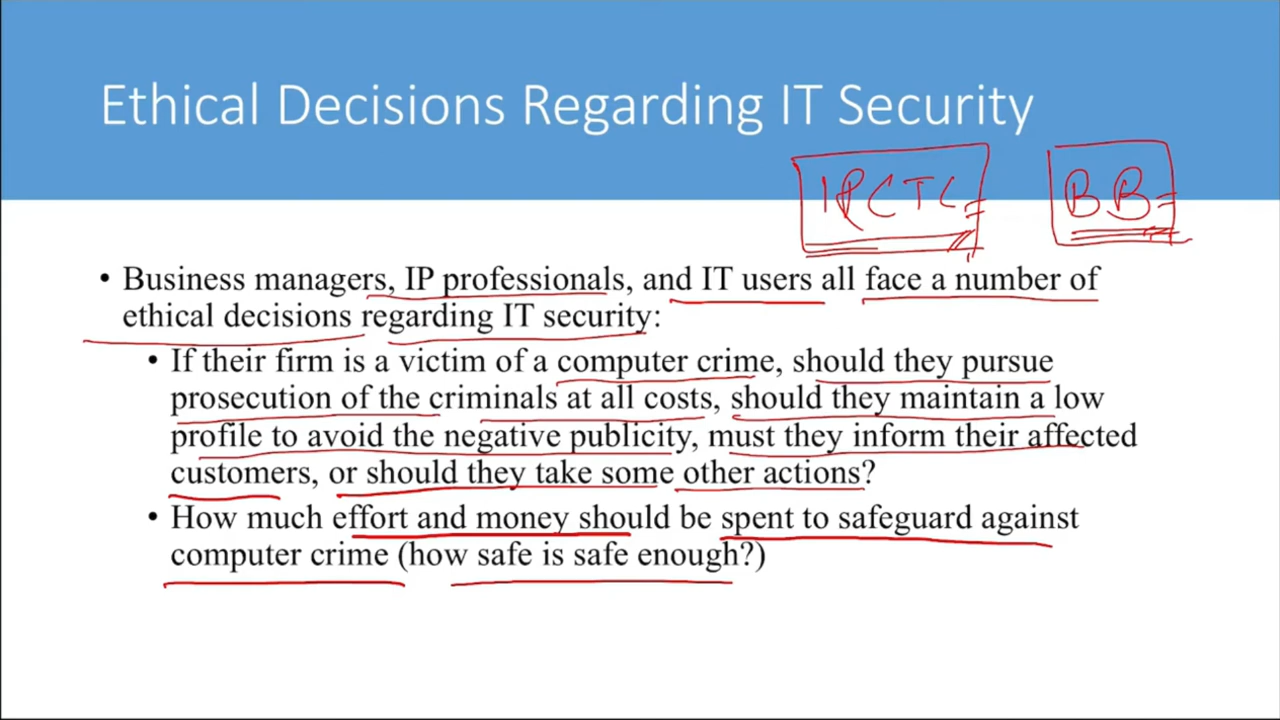 Ethical Decisions Regarding IT Security
IRCTC
BB
• Business managers, IP professionals, and IT users all face a number of
ethical decisions regarding IT security:
• If their firm is a victim of a computer crime, should they pursue
prosecution of the criminals at all costs, should they maintain a low
profile to avoid the negative publicity, must they inform their affected
customers, or should they take some other actions?
• How much effort and money should be spent to safeguard against
computer crime (how safe is safe enough?)